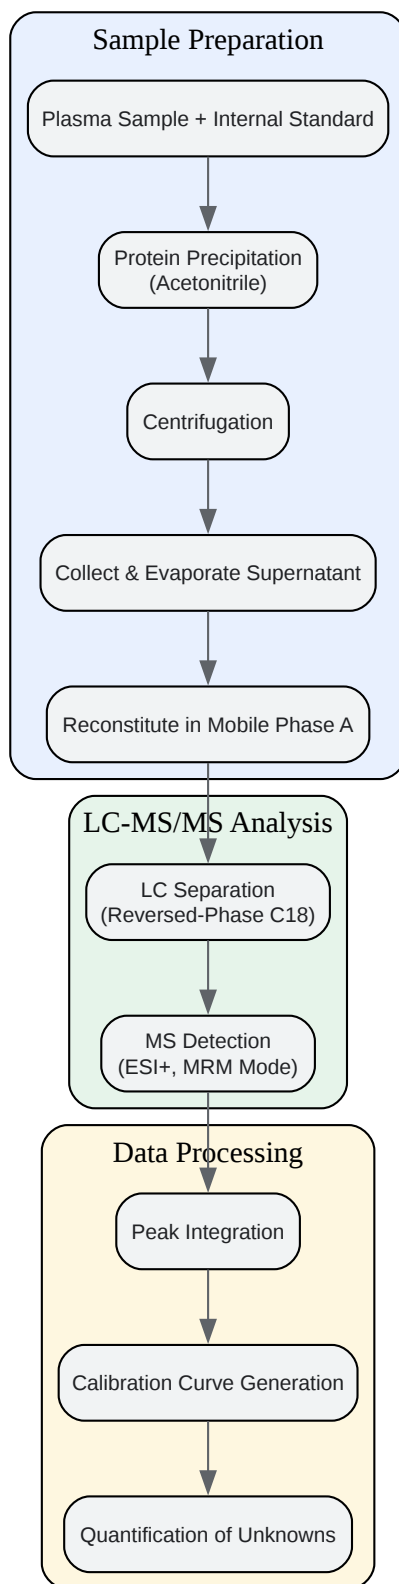 Sample Preparation
Plasma Sample + Internal Standard
Protein Precipitation
(Acetonitrile)
Centrifugation
Collect & Evaporate Supernatant
Reconstitute in Mobile Phase A
LC-MS/MS Analysis
LC Separation
(Reversed-Phase C18)
MS Detection
(ESI+, MRM Mode)
Data Processing
Peak Integration
Calibration Curve Generation
Quantification of Unknowns